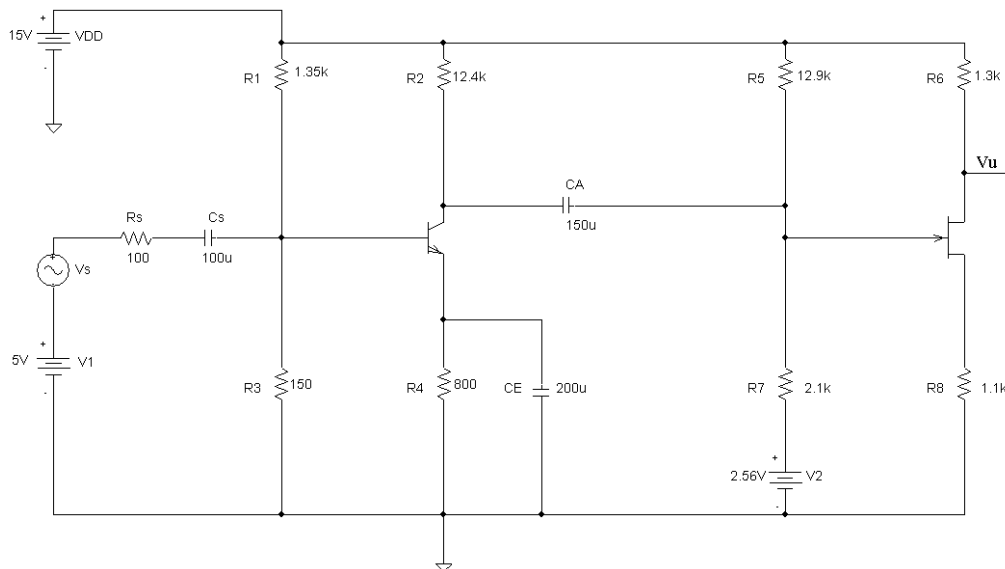 +
15V VDD
-
R1 1.35k
R2 12.4k
R5 12.9k
R6 1.3k
Vu
CA
150u
Rs
100
Cs
100u
+
Vs
-
+
5V V1
-
R3 150
R4 800
CE 200u
R7 2.1k
R8 1.1k
+
2.56V V2
-